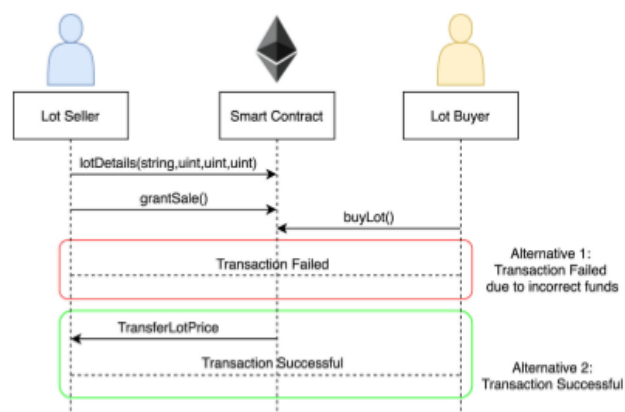 Lot Seller
Smart Contract
Lot Buyer
lotDetails(string,uint,uint,uint)
grantSale()
buyLot()
Transaction Failed
Alternative 1:
Transaction Failed
due to incorrect funds
TransferLotPrice
Transaction Successful
Alternative 2:
Transaction Successful